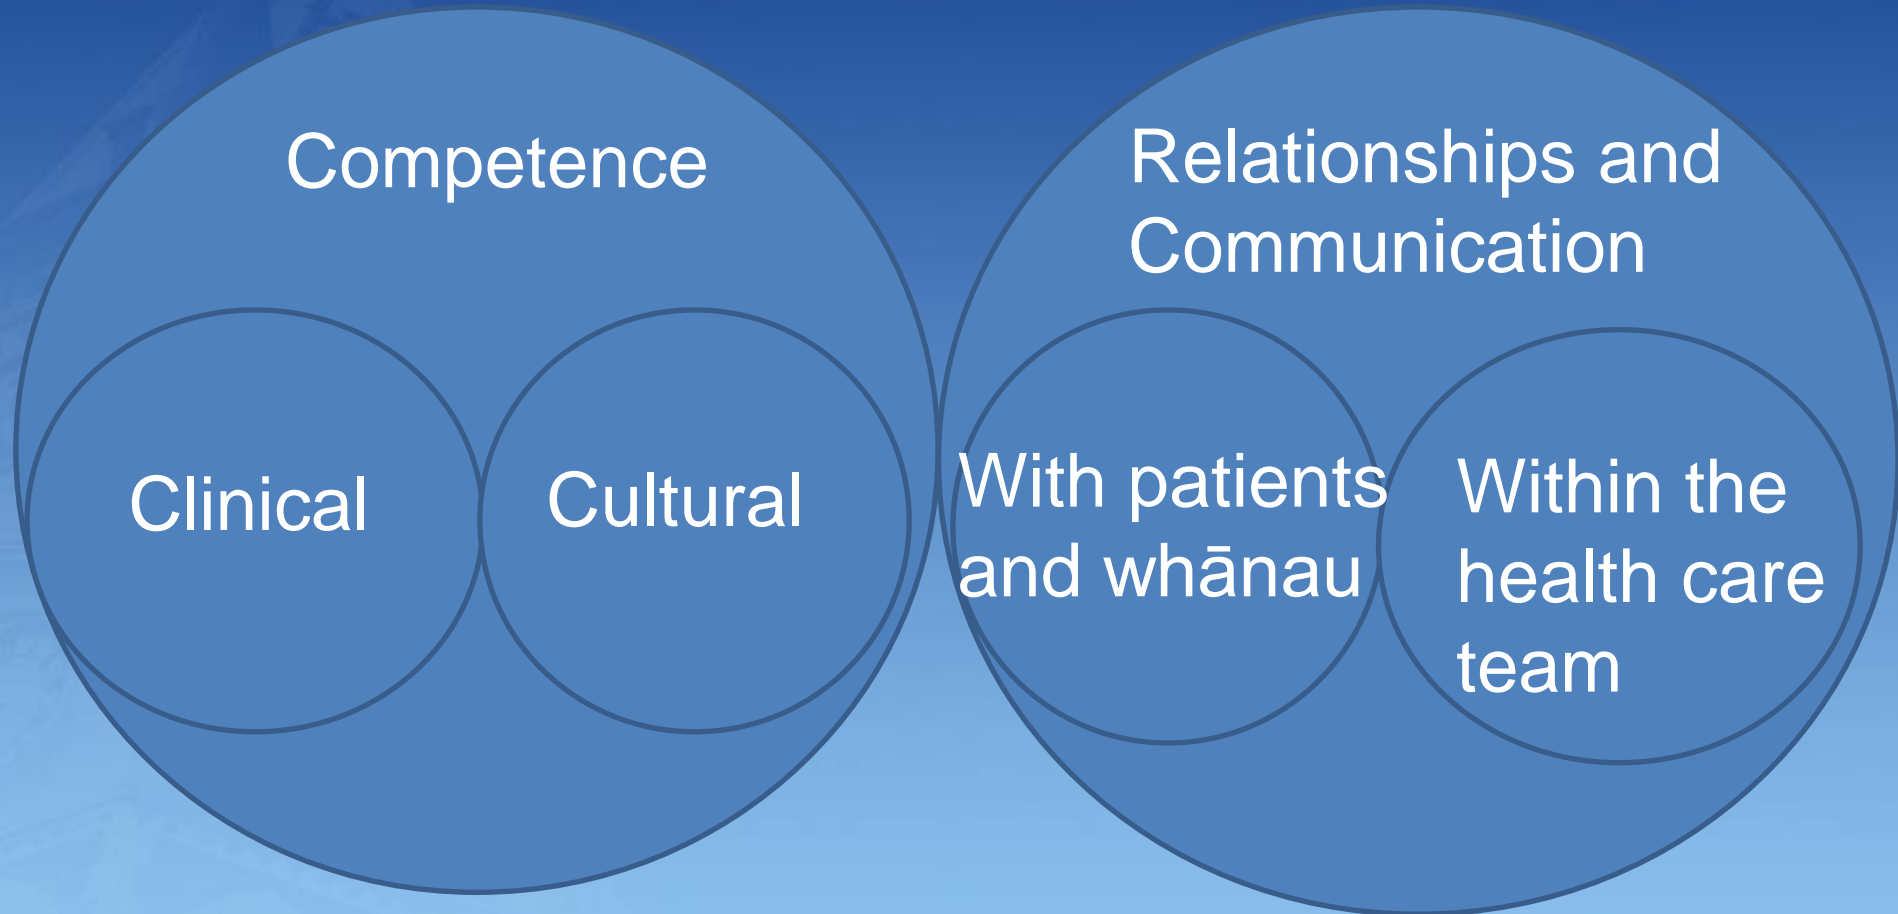 Competence
Clinical
Cultural
Relationships and
Communication
With patients
and whānau
Within the
health care
team